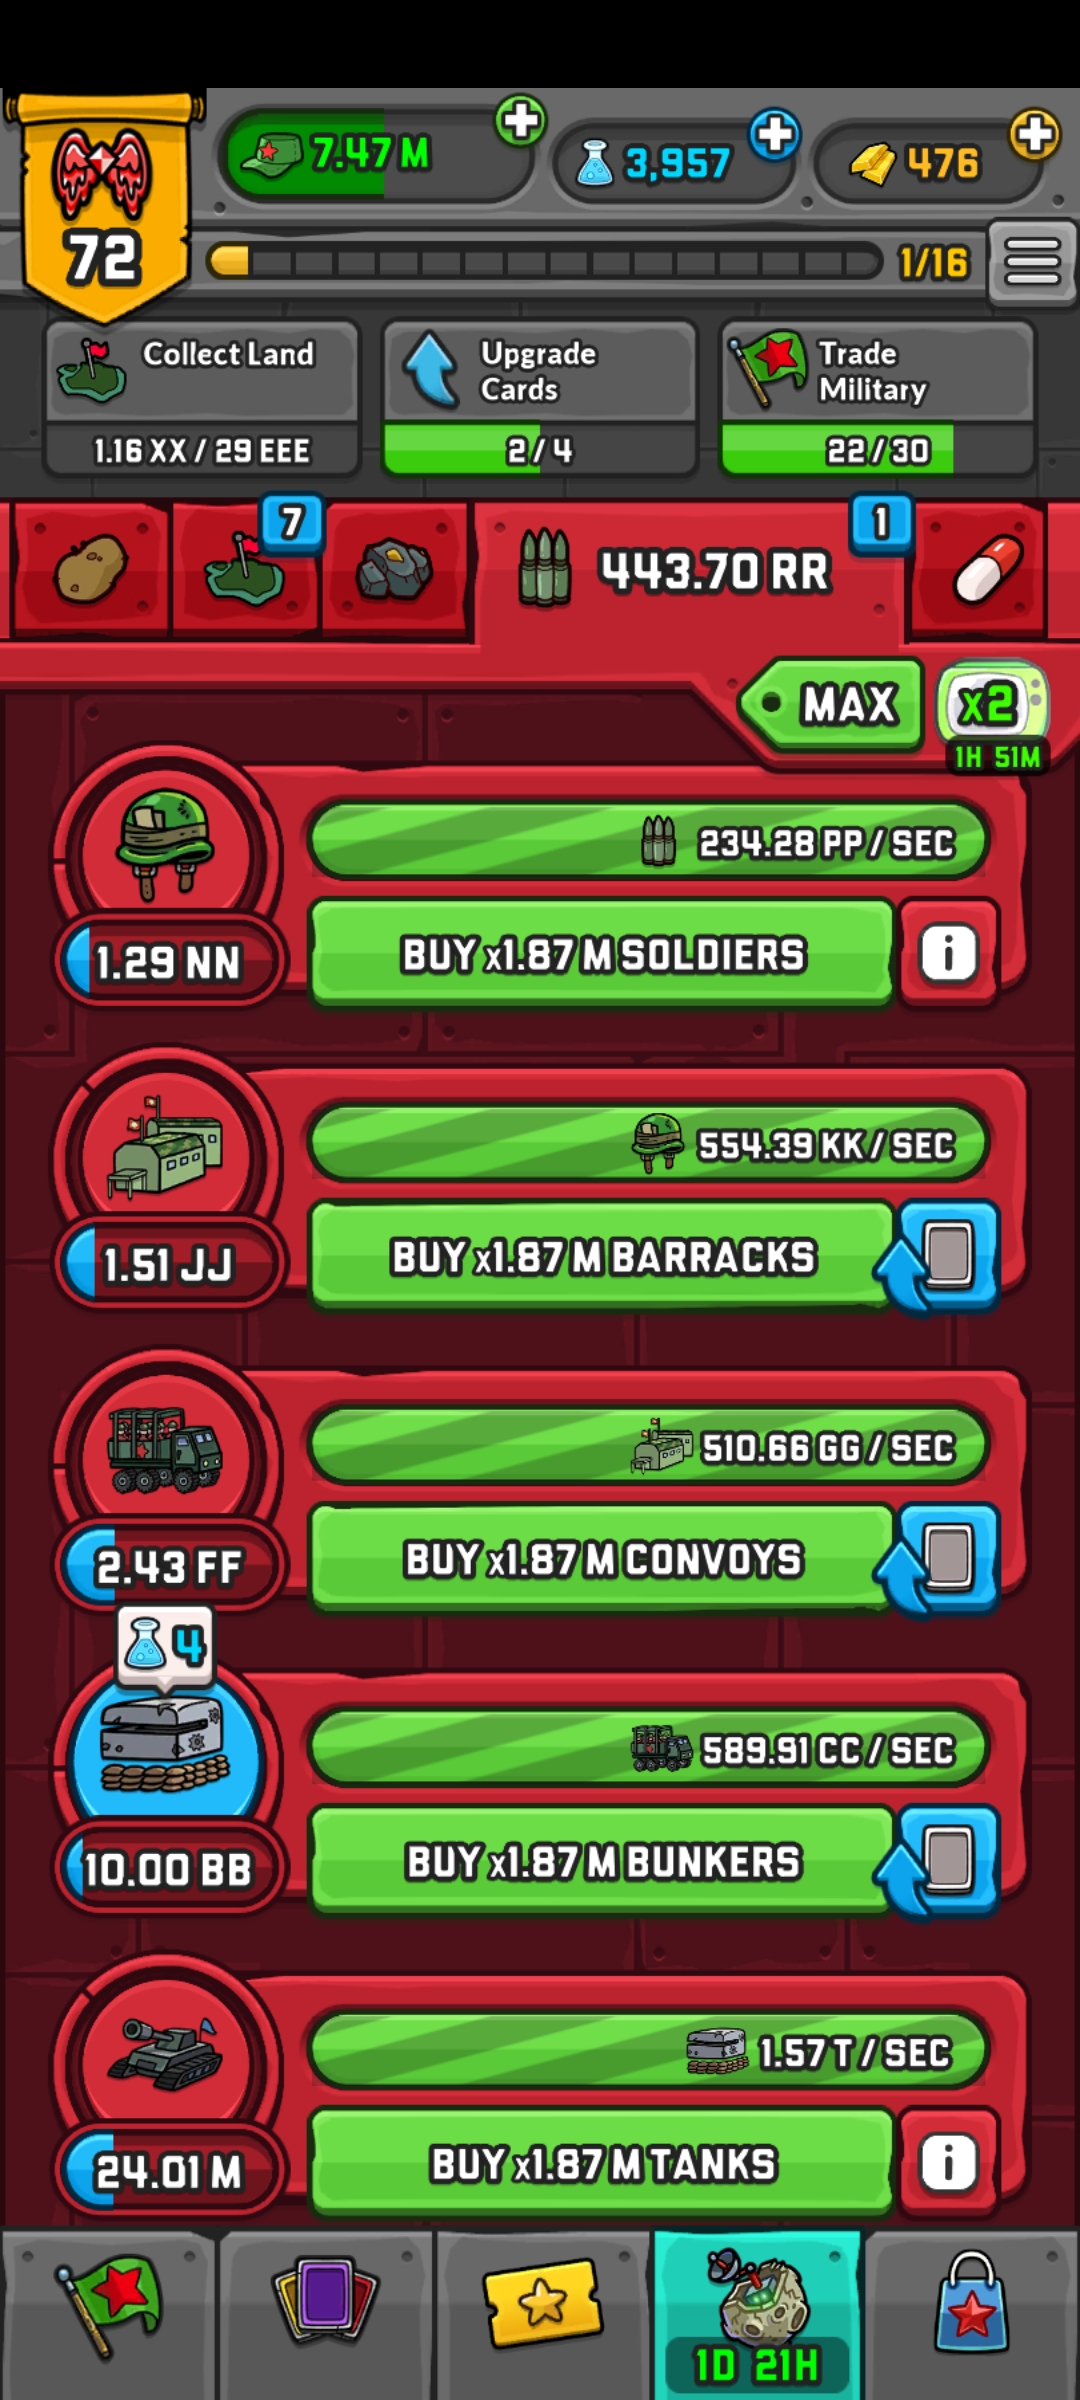 7.47 M
3,957
476
72
1/16
Collect Land
1.16 XX / 29 EEE
Upgrade
Cards
2/4
Trade
Military
22/30
7
443.70 RR
1
MAX
x2
1H 51M
234.28 PP / SEC
1.29 NN
BUY x1.87 M SOLDIERS
i
554.39 KK / SEC
1.51 JJ
BUY x1.87 M BARRACKS
510.66 GG / SEC
2.43 FF
BUY x1.87 M CONVOYS
4
589.91 CC / SEC
10.00 BB
BUY x1.87 M BUNKERS
1.57 T / SEC
24.01 M
BUY x1.87 M TANKS
i
1D 21H